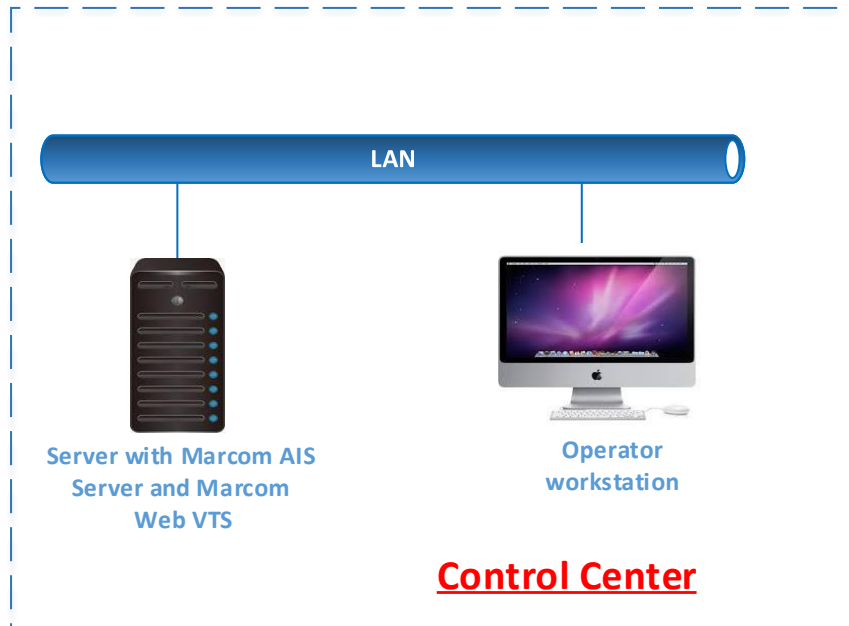 LAN
Server with Marcom AIS
Server and Marcom
Web VTS
Operator
workstation
Control Center